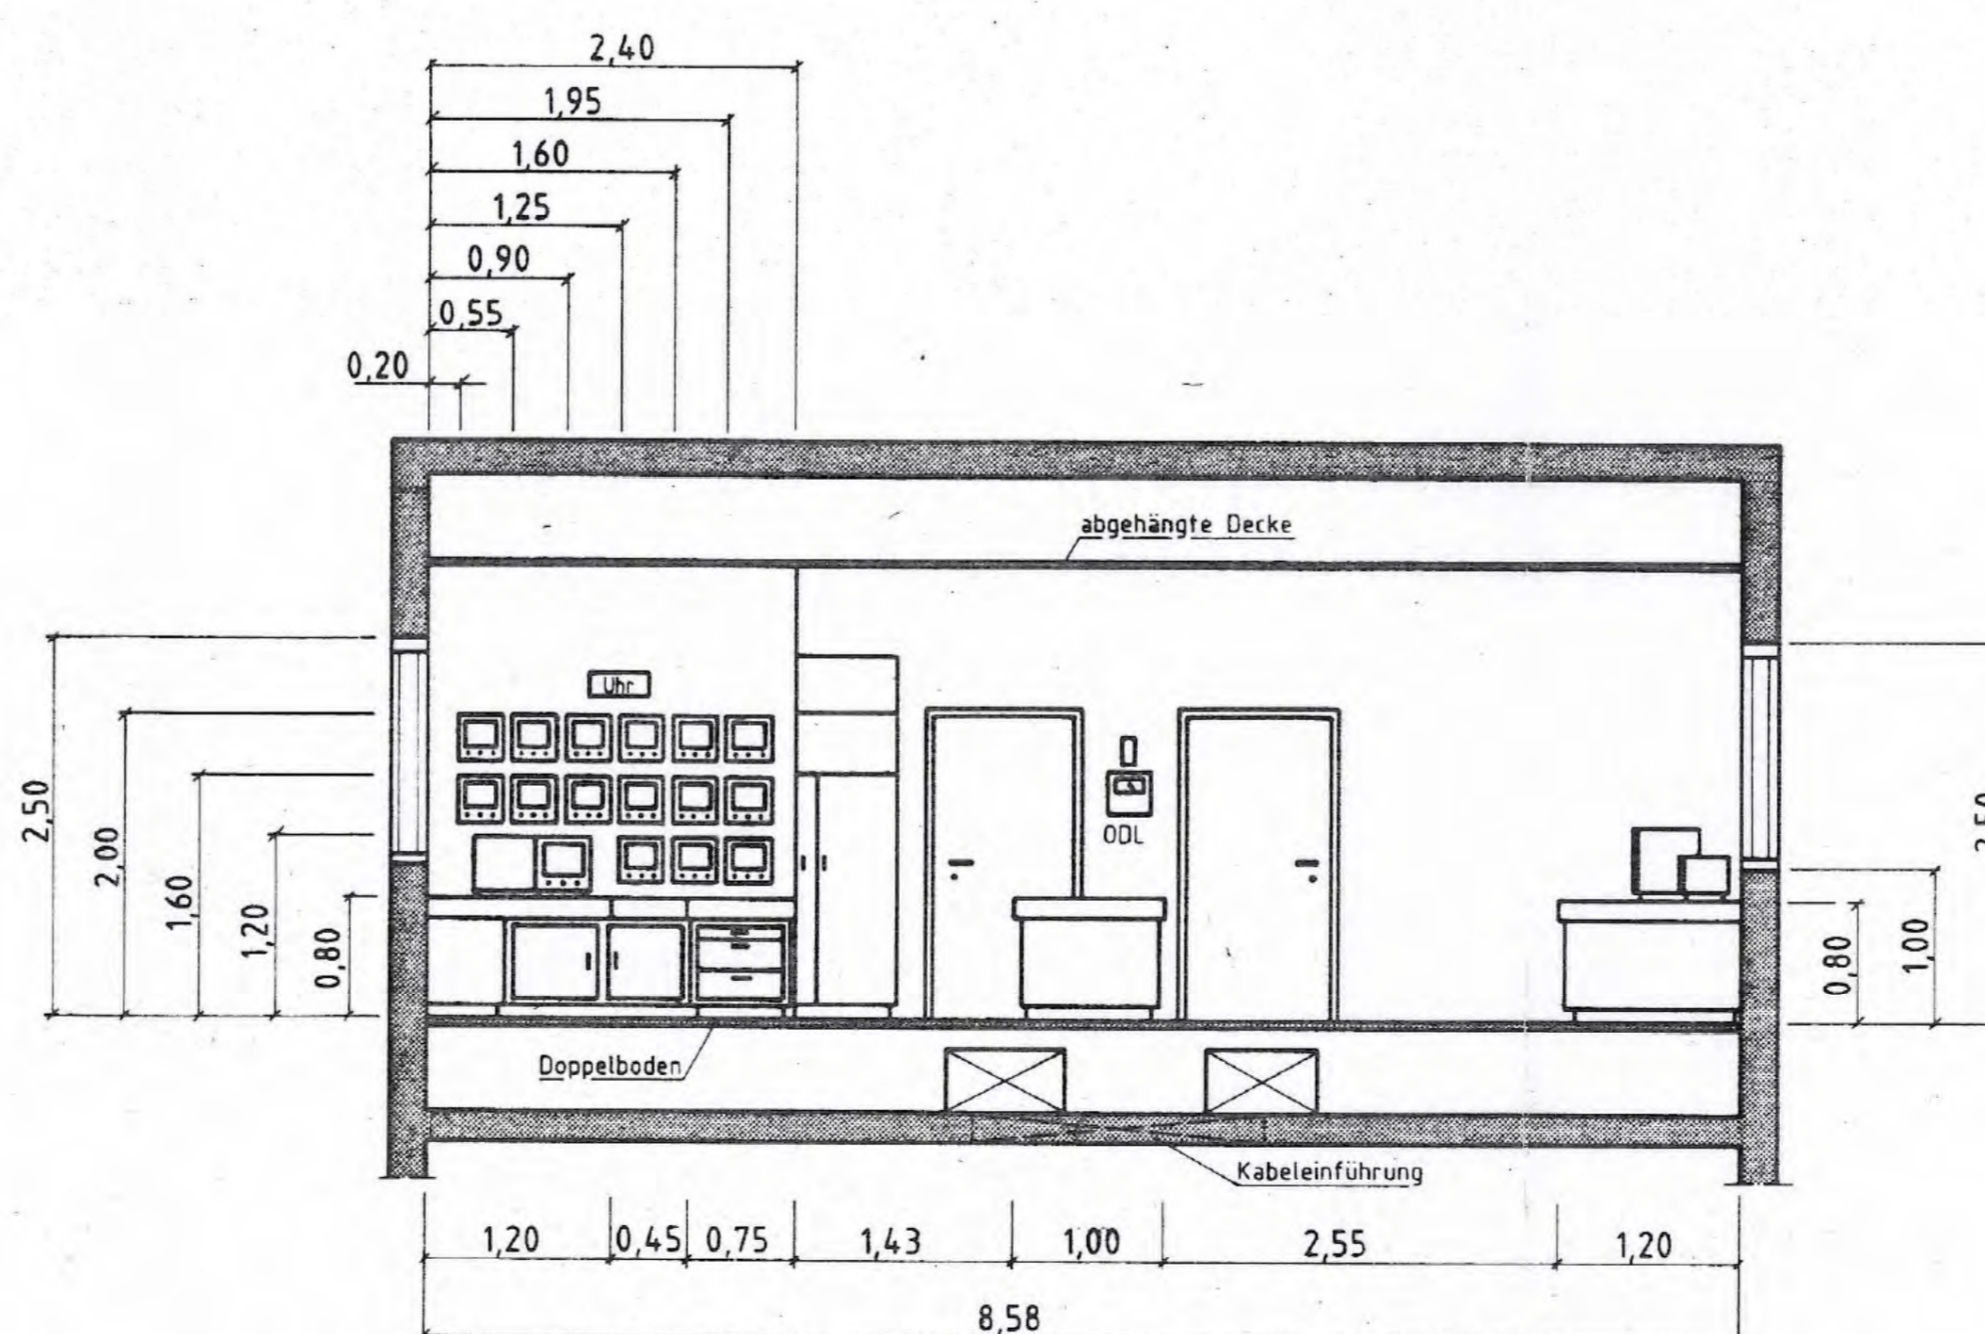 2,40
1,95
1,60
1,25
0,90
0,55
0,20
abgehängte Decke
Uhr
2,50
2,00
1,60
1,20
0,80
ODL
0,80
1,00
2,50
Doppelboden
Kabeleinführung
1,20 0,45 0,75 1,43 1,00 2,55 1,20
8,58